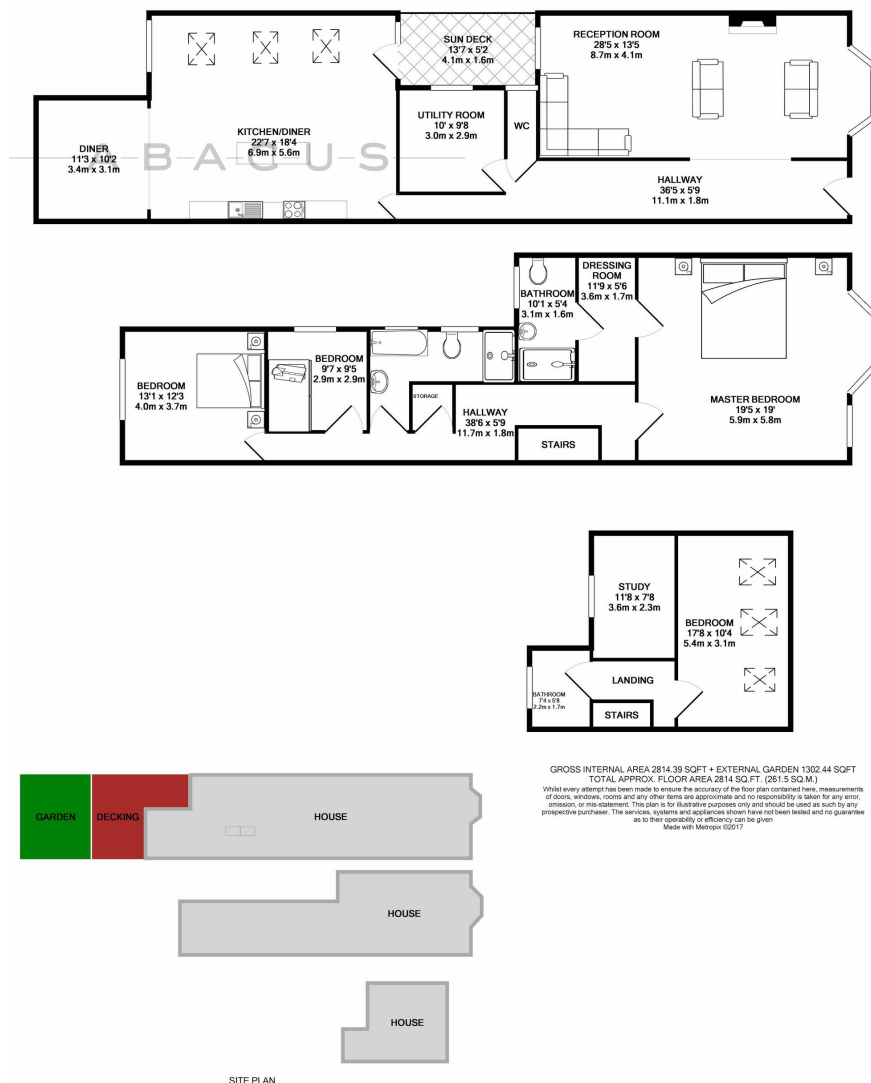 SUN DECK
13'7 x 5'2
4.1m x 1.6m
RECEPTION ROOM
28'5 x 13'5
8.7m x 4.1m
UTILITY ROOM
10' x 9'8
3.0m x 2.9m
WC
KITCHEN/DINER
22'7 x 18'4
6.9m x 5.6m
DINER
11'3 x 10'2
3.4m x 3.1m
ABACUS
HALLWAY
36'5 x 5'9
11.1m x 1.8m
DRESSING
ROOM
11'9 x 5'6
3.6m x 1.7m
BATHROOM
10'1 x 5'4
3.1m x 1.6m
BEDROOM
13'1 x 12'3
4.0m x 3.7m
BEDROOM
9'7 x 9'5
2.9m x 2.9m
STORAGE
HALLWAY
38'6 x 5'9
11.7m x 1.8m
STAIRS
MASTER BEDROOM
19'5 x 19'
5.9m x 5.8m
STUDY
11'8 x 7'8
3.6m x 2.3m
BEDROOM
17'8 x 10'4
5.4m x 3.1m
LANDING
BATHROOM
7'4 x 5'8
2.2m x 1.7m
STAIRS
GROSS INTERNAL AREA 2814.39 SQFT + EXTERNAL GARDEN 1302.44 SQFT
TOTAL APPROX. FLOOR AREA 2814 SQ.FT. (261.5 SQ.M.)
Whilst every attempt has been made to ensure the accuracy of the floor plan contained here, measurements
of doors, windows, rooms and any other items are approximate and no responsibility is taken for any error,
omission, or mis-statement. This plan is for illustrative purposes only and should be used as such by any
prospective purchaser. The services, systems and appliances shown have not been tested and no guarantee
as to their operability or efficiency can be given
Made with Metropix ©2017
GARDEN
DECKING
HOUSE
HOUSE
HOUSE
SITE PLAN